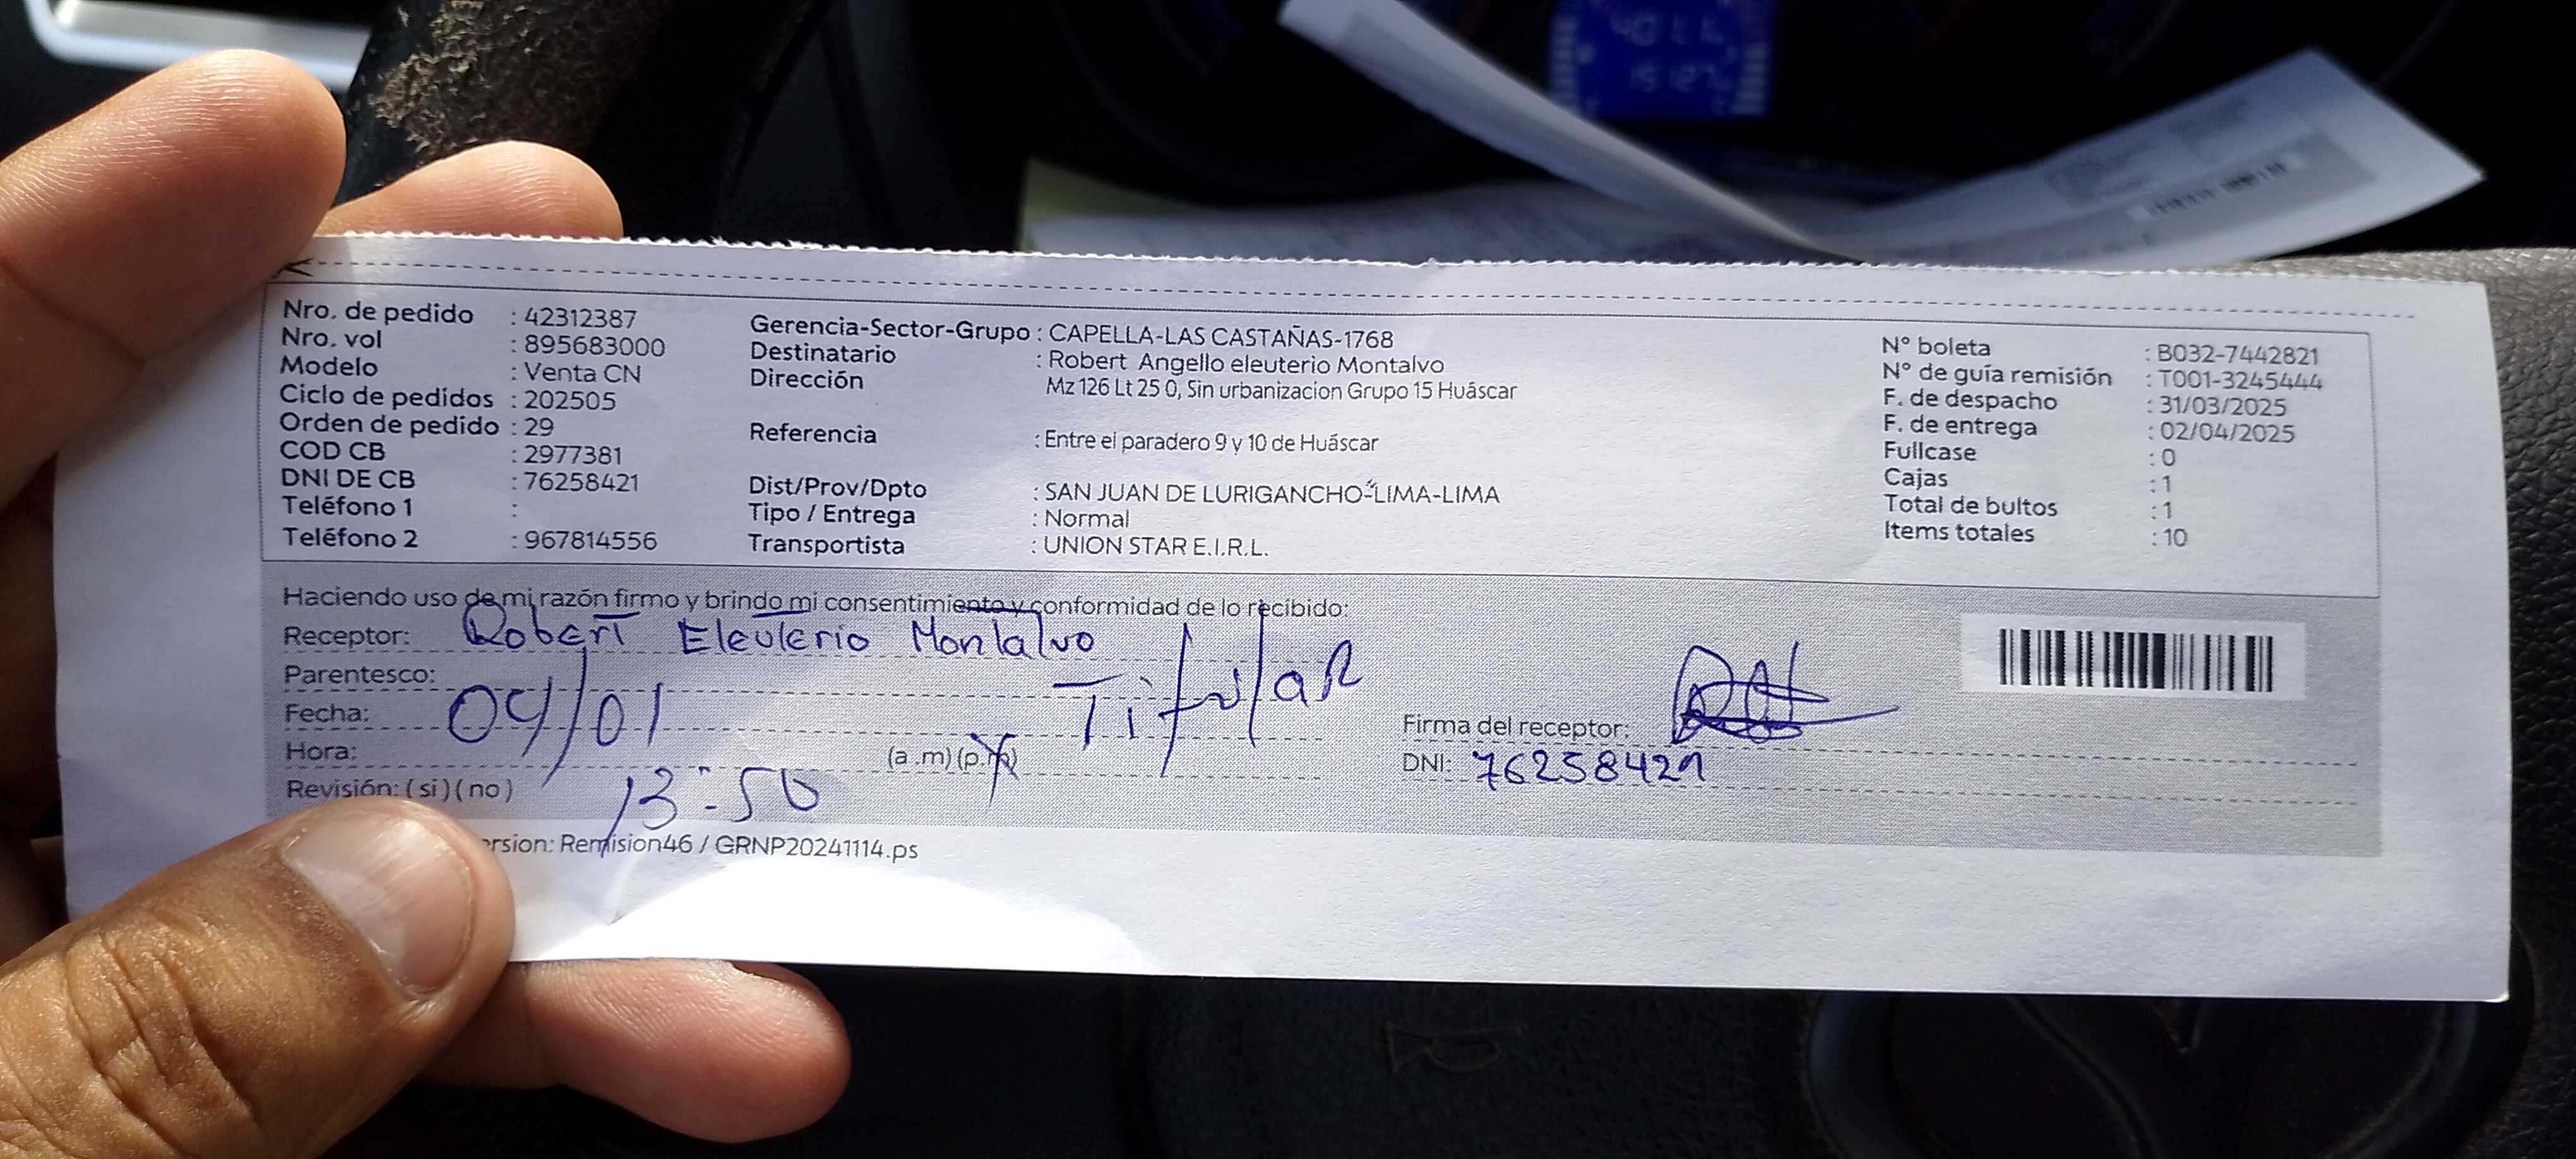 Nro. de pedido : 42312387
Nro. vol : 895683000
Modelo : Venta CN
Ciclo de pedidos : 202505
Orden de pedido : 29
COD CB : 2977381
DNI DE CB : 76258421
Teléfono 1 :
Teléfono 2 : 967814556
Gerencia-Sector-Grupo : CAPELLA-LAS CASTAÑAS-1768
Destinatario : Robert Angello eleuterio Montalvo
Dirección Mz 126 Lt 25 0, Sin urbanizacion Grupo 15 Huáscar
Referencia : Entre el paradero 9 y 10 de Huáscar
Dist/Prov/Dpto : SAN JUAN DE LURIGANCHO-LIMA-LIMA
Tipo / Entrega : Normal
Transportista : UNION STAR E.I.R.L.
N° boleta : B032-7442821
N° de guía remisión : T001-3245444
F. de despacho : 31/03/2025
F. de entrega : 02/04/2025
Fullcase : 0
Cajas : 1
Total de bultos : 1
Items totales : 10
Haciendo uso de mi razón firmo y brindo mi consentimiento y conformidad de lo recibido:
Receptor: Robert Eleuterio Montalvo
Parentesco: Titular
Fecha: 04/01
Hora: 13:50 (a .m) (p.m)
Revisión: ( si ) ( no )
Firma del receptor:
DNI: 76258421
ersion: Remision46 / GRNP20241114.ps